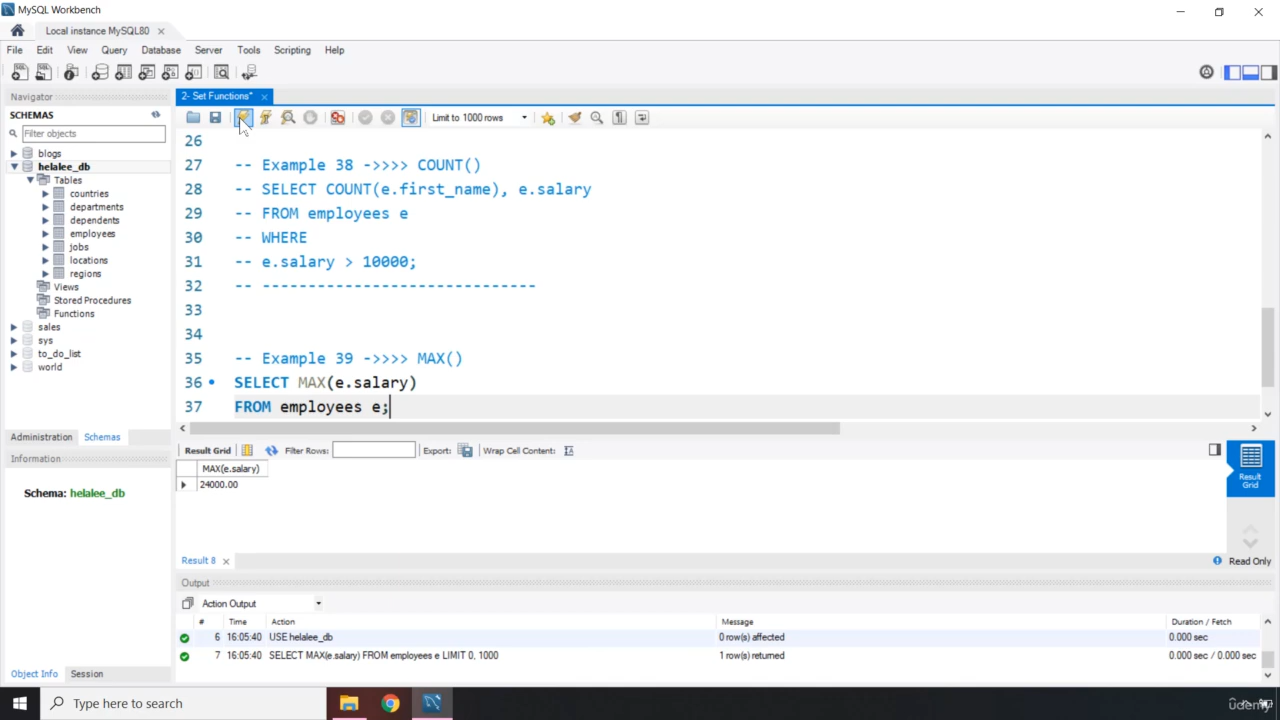 MySQL Workbench
Local instance MySQL80
File Edit View Query Database Server Tools Scripting Help
Navigator
SCHEMAS
Filter objects
blogs
helalee_db
Tables
countries
departments
dependents
employees
jobs
locations
regions
Views
Stored Procedures
Functions
sales
sys
to_do_list
world
Administration Schemas
Information
Schema: helalee_db
Object Info Session
2- Set Functions*
Limit to 1000 rows
26
27 -- Example 38 ->>>> COUNT()
28 -- SELECT COUNT(e.first_name), e.salary
29 -- FROM employees e
30 -- WHERE
31 -- e.salary > 10000;
32 -- ------------------------------
33
34
35 -- Example 39 ->>>> MAX()
36 SELECT MAX(e.salary)
37 FROM employees e;
Result Grid Filter Rows: Export: Wrap Cell Content:
MAX(e.salary)
24000.00
Result Grid
Result 8 Read Only
Output
Action Output
# Time Action Message Duration / Fetch
6 16:05:40 USE helalee_db 0 row(s) affected 0.000 sec
7 16:05:40 SELECT MAX(e.salary) FROM employees e LIMIT 0, 1000 1 row(s) returned 0.000 sec / 0.000 sec
Type here to search
udemy